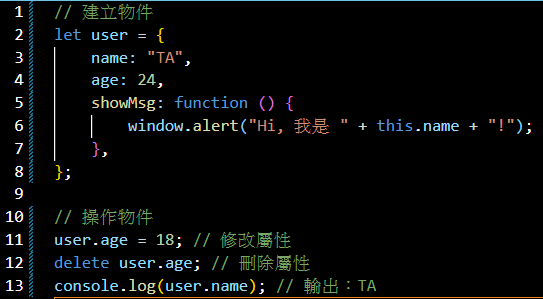 1 // 建立物件
2 let user = {
3     name: "TA",
4     age: 24,
5     showMsg: function () {
6         window.alert("Hi, 我是 " + this.name + "!");
7     },
8 };
9
10 // 操作物件
11 user.age = 18; // 修改屬性
12 delete user.age; // 刪除屬性
13 console.log(user.name); // 輸出：TA